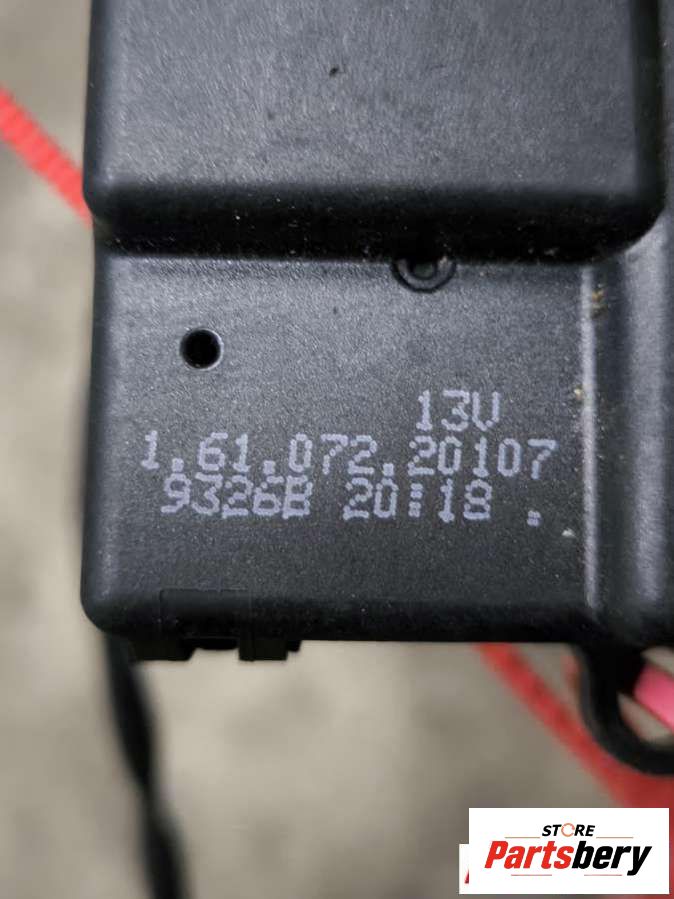 13V
1.61.072.20107
9326B 20:18 .
STORE
Partsbery